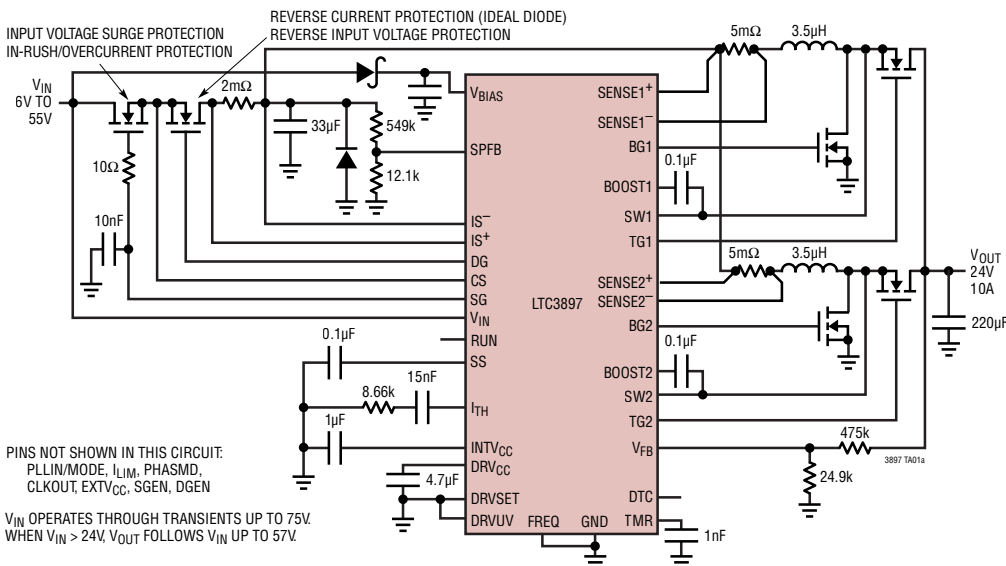 INPUT VOLTAGE SURGE PROTECTION
IN-RUSH/OVERCURRENT PROTECTION
REVERSE CURRENT PROTECTION (IDEAL DIODE)
REVERSE INPUT VOLTAGE PROTECTION
VIN
6V TO
55V
2mΩ
10Ω
10nF
33µF
549k
12.1k
VBIAS
SPFB
IS–
IS+
DG
CS
SG
VIN
RUN
SS
ITH
INTVCC
DRVCC
DRVSET
DRVUV
FREQ
GND
LTC3897
SENSE1+
SENSE1–
BG1
BOOST1
SW1
TG1
SENSE2+
SENSE2–
BG2
BOOST2
SW2
TG2
VFB
DTC
TMR
5mΩ
3.5µH
0.1µF
5mΩ
3.5µH
0.1µF
VOUT
24V
10A
220µF
475k
24.9k
1nF
3897 TA01a
0.1µF
15nF
8.66k
1µF
4.7µF
PINS NOT SHOWN IN THIS CIRCUIT:
PLLIN/MODE, ILIM, PHASMD,
CLKOUT, EXTVCC, SGEN, DGEN
VIN OPERATES THROUGH TRANSIENTS UP TO 75V.
WHEN VIN > 24V, VOUT FOLLOWS VIN UP TO 57V.